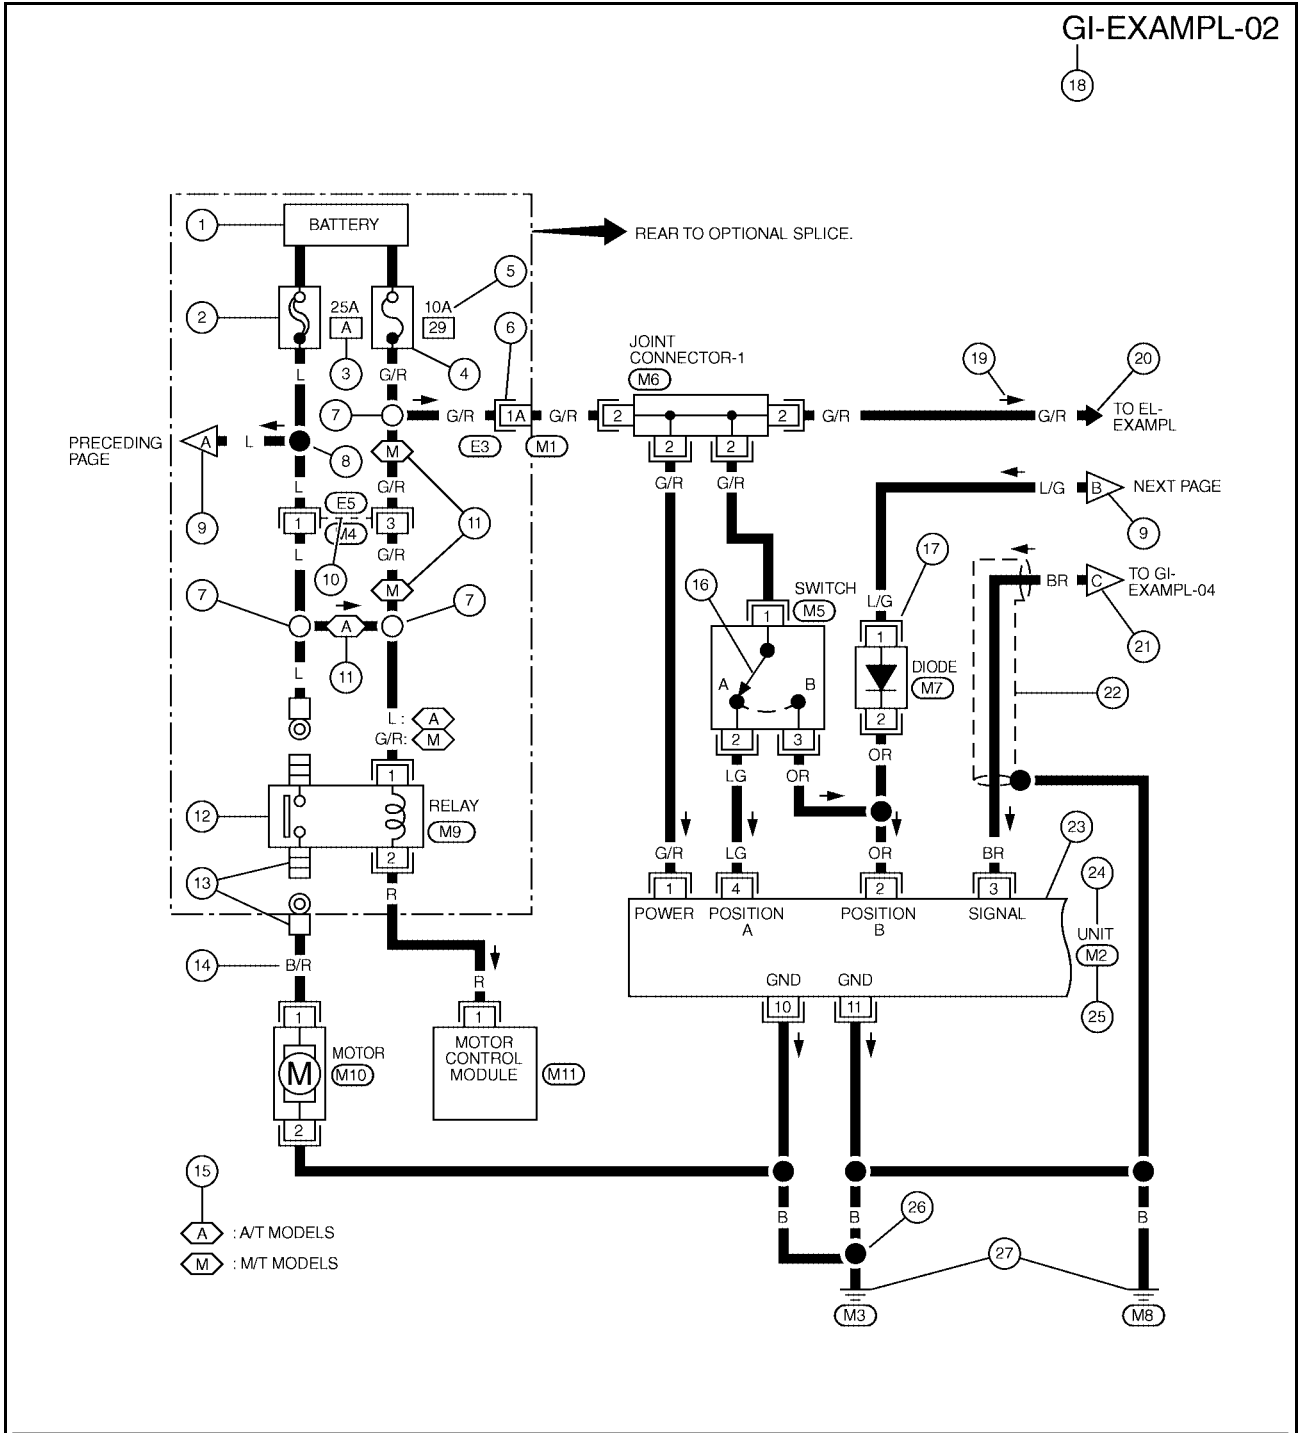 GI-EXAMPL-02
18
1
BATTERY
REAR TO OPTIONAL SPLICE.
5
2
25A
A
10A
29
6
3
4
L
G/R
JOINT
CONNECTOR-1
M6
19
20
7
G/R
1A
G/R
2
2
G/R
G/R
TO EL-
EXAMPL
PRECEDING
PAGE
A
L
8
M
E3
M1
2
2
L
G/R
G/R
G/R
L/G
B
NEXT PAGE
9
1
E5
M4
3
11
9
17
L
G/R
10
16
BR
C
TO GI-
EXAMPL-04
7
M
7
SWITCH
M5
L/G
1
1
A
21
L
11
A
B
DIODE
M7
22
L :
A
G/R:
M
2
2
3
1
LG
OR
OR
12
RELAY
M9
23
2
G/R
LG
OR
BR
13
R
1
4
2
3
24
POWER
POSITION
A
POSITION
B
SIGNAL
UNIT
M2
14
B/R
R
GND
GND
25
10
11
1
1
M
MOTOR
M10
MOTOR
CONTROL
MODULE
M11
2
15
B
B
26
B
A
: A/T MODELS
M
: M/T MODELS
27
M3
M8